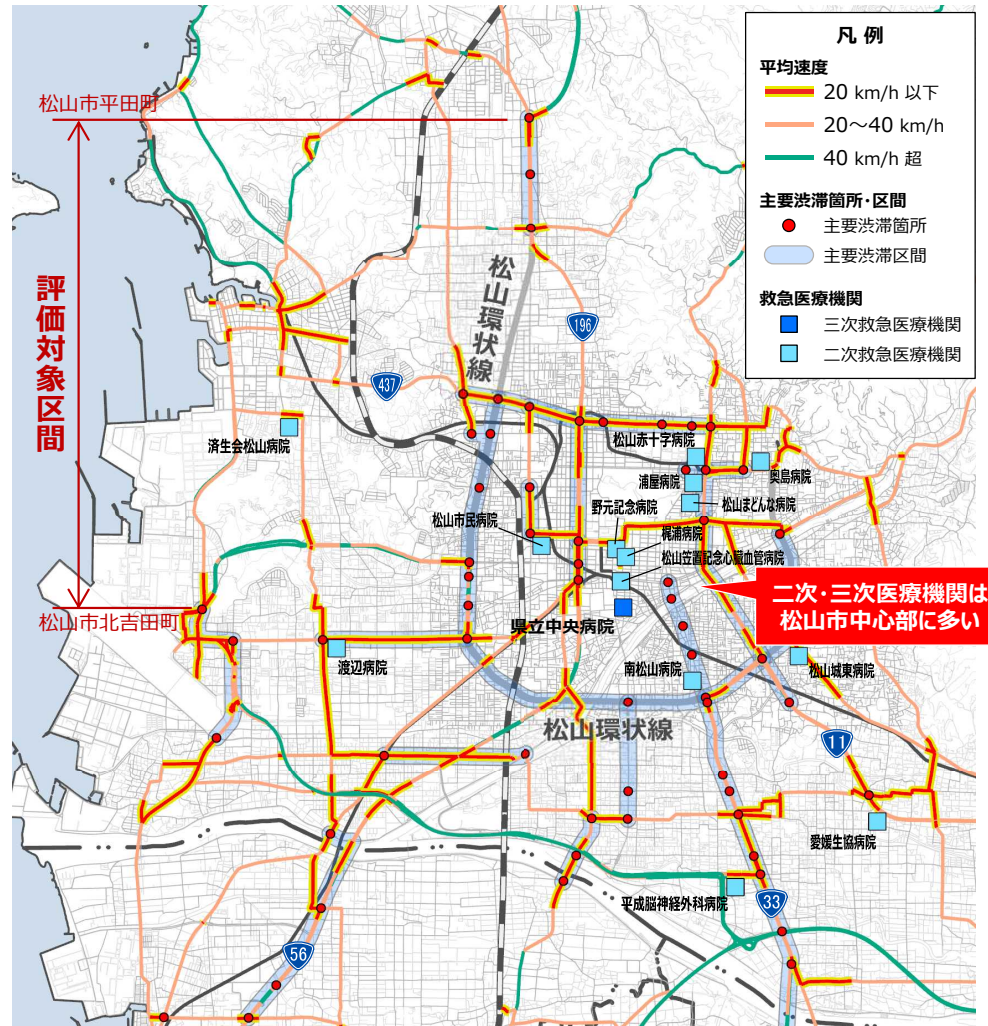 凡 例
平均速度
20 km/h 以下
20～40 km/h
40 km/h 超
主要渋滞箇所・区間
主要渋滞箇所
主要渋滞区間
救急医療機関
三次救急医療機関
二次救急医療機関
松山市平田町
評価対象区間
松山市北吉田町
松山環状線
196
437
済生会松山病院
松山赤十字病院
奥島病院
浦屋病院
松山まどんな病院
野元記念病院
松山市民病院
梶浦病院
松山笠置記念心臓血管病院
二次・三次医療機関は
松山市中心部に多い
県立中央病院
渡辺病院
南松山病院
松山城東病院
松山環状線
11
愛媛生協病院
平成脳神経外科病院
33
56